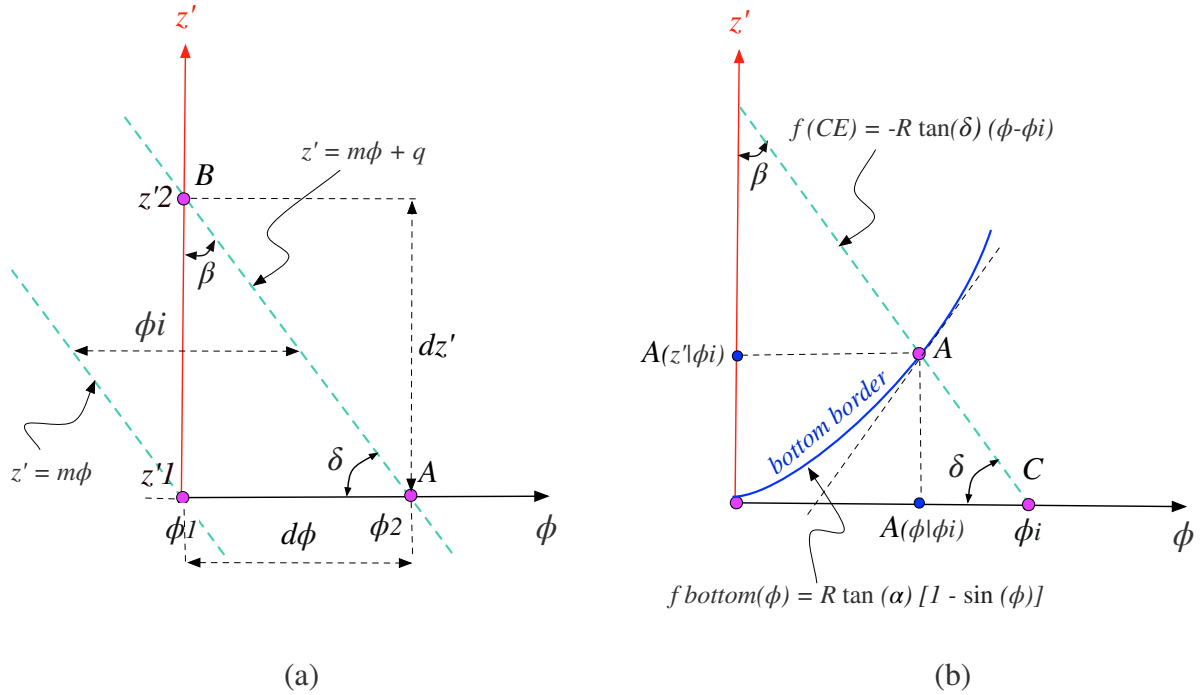 z'
z' = mϕ + q
B
z'2
β
ϕi
dz'
z' = mϕ
z'1
δ
A
ϕ1
dϕ
ϕ2
ϕ
(a)
z'
f (CE) = -R tan(δ) (ϕ-ϕi)
β
A(z'|ϕi)
A
bottom border
δ
C
A(ϕ|ϕi)
ϕi
ϕ
f bottom(ϕ) = R tan (α) [1 - sin (ϕ)]
(b)